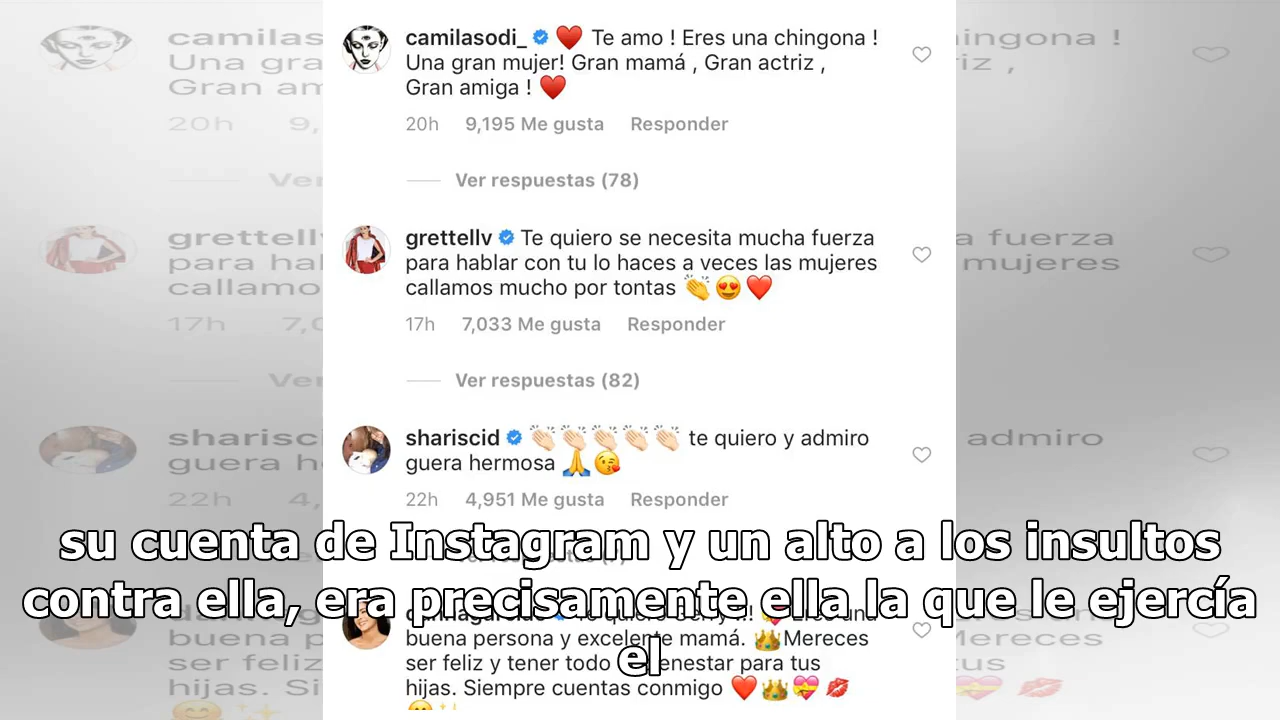 camilasodi_ ❤️ Te amo ! Eres una chingona !
Una gran mujer! Gran mamá , Gran actriz ,
Gran amiga ! ❤️
20h 9,195 Me gusta Responder
Ver respuestas (78)
grettellv Te quiero se necesita mucha fuerza
para hablar con tu lo haces a veces las mujeres
callamos mucho por tontas 👏😍❤️
17h 7,033 Me gusta Responder
Ver respuestas (82)
shariscid 👏🏻👏🏻👏🏻👏🏻👏🏻 te quiero y admiro
guera hermosa 🙏😘
22h 4,951 Me gusta Responder
su cuenta de Instagram y un alto a los insultos
contra ella, era precisamente ella la que le ejercía
el
buena persona y excelente mamá. 👑Mereces
ser feliz y tener todo bienestar para tus
hijas. Siempre cuentas conmigo ❤️👑💝💋